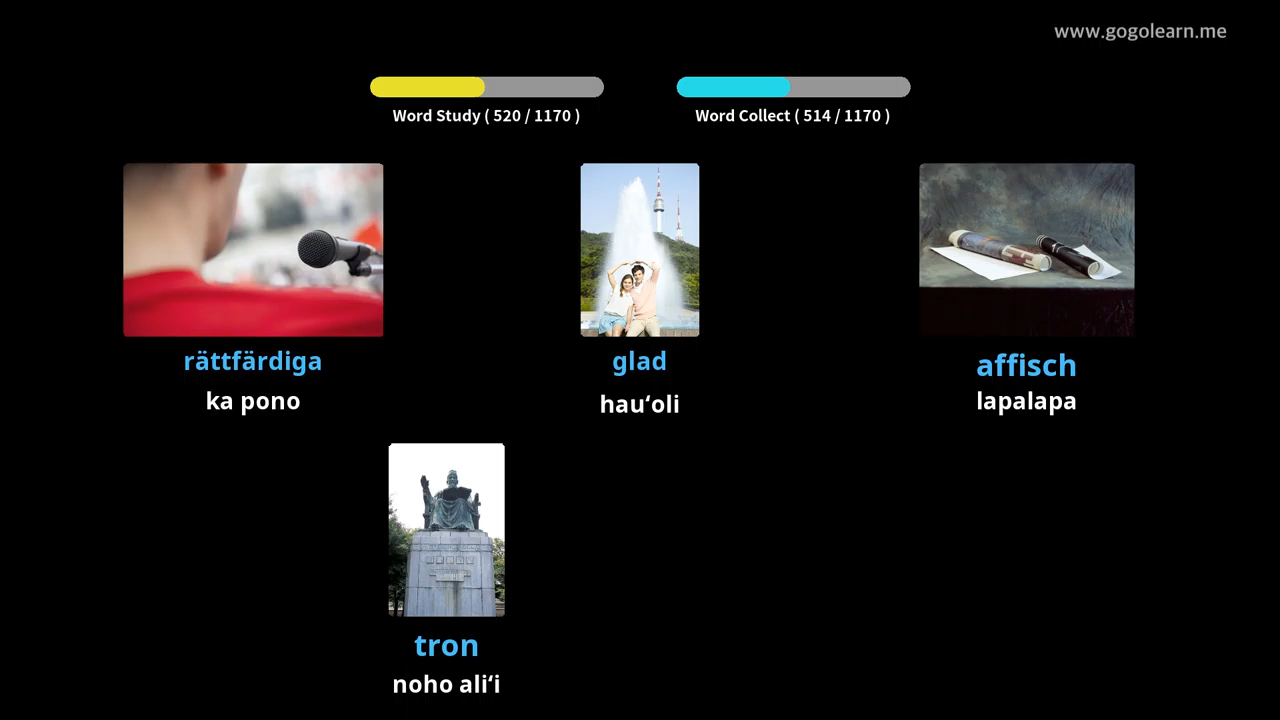 www.gogolearn.me
Word Study ( 520 / 1170 )
Word Collect ( 514 / 1170 )
rättfärdiga
ka pono
glad
hauʻoli
affisch
lapalapa
tron
noho aliʻi